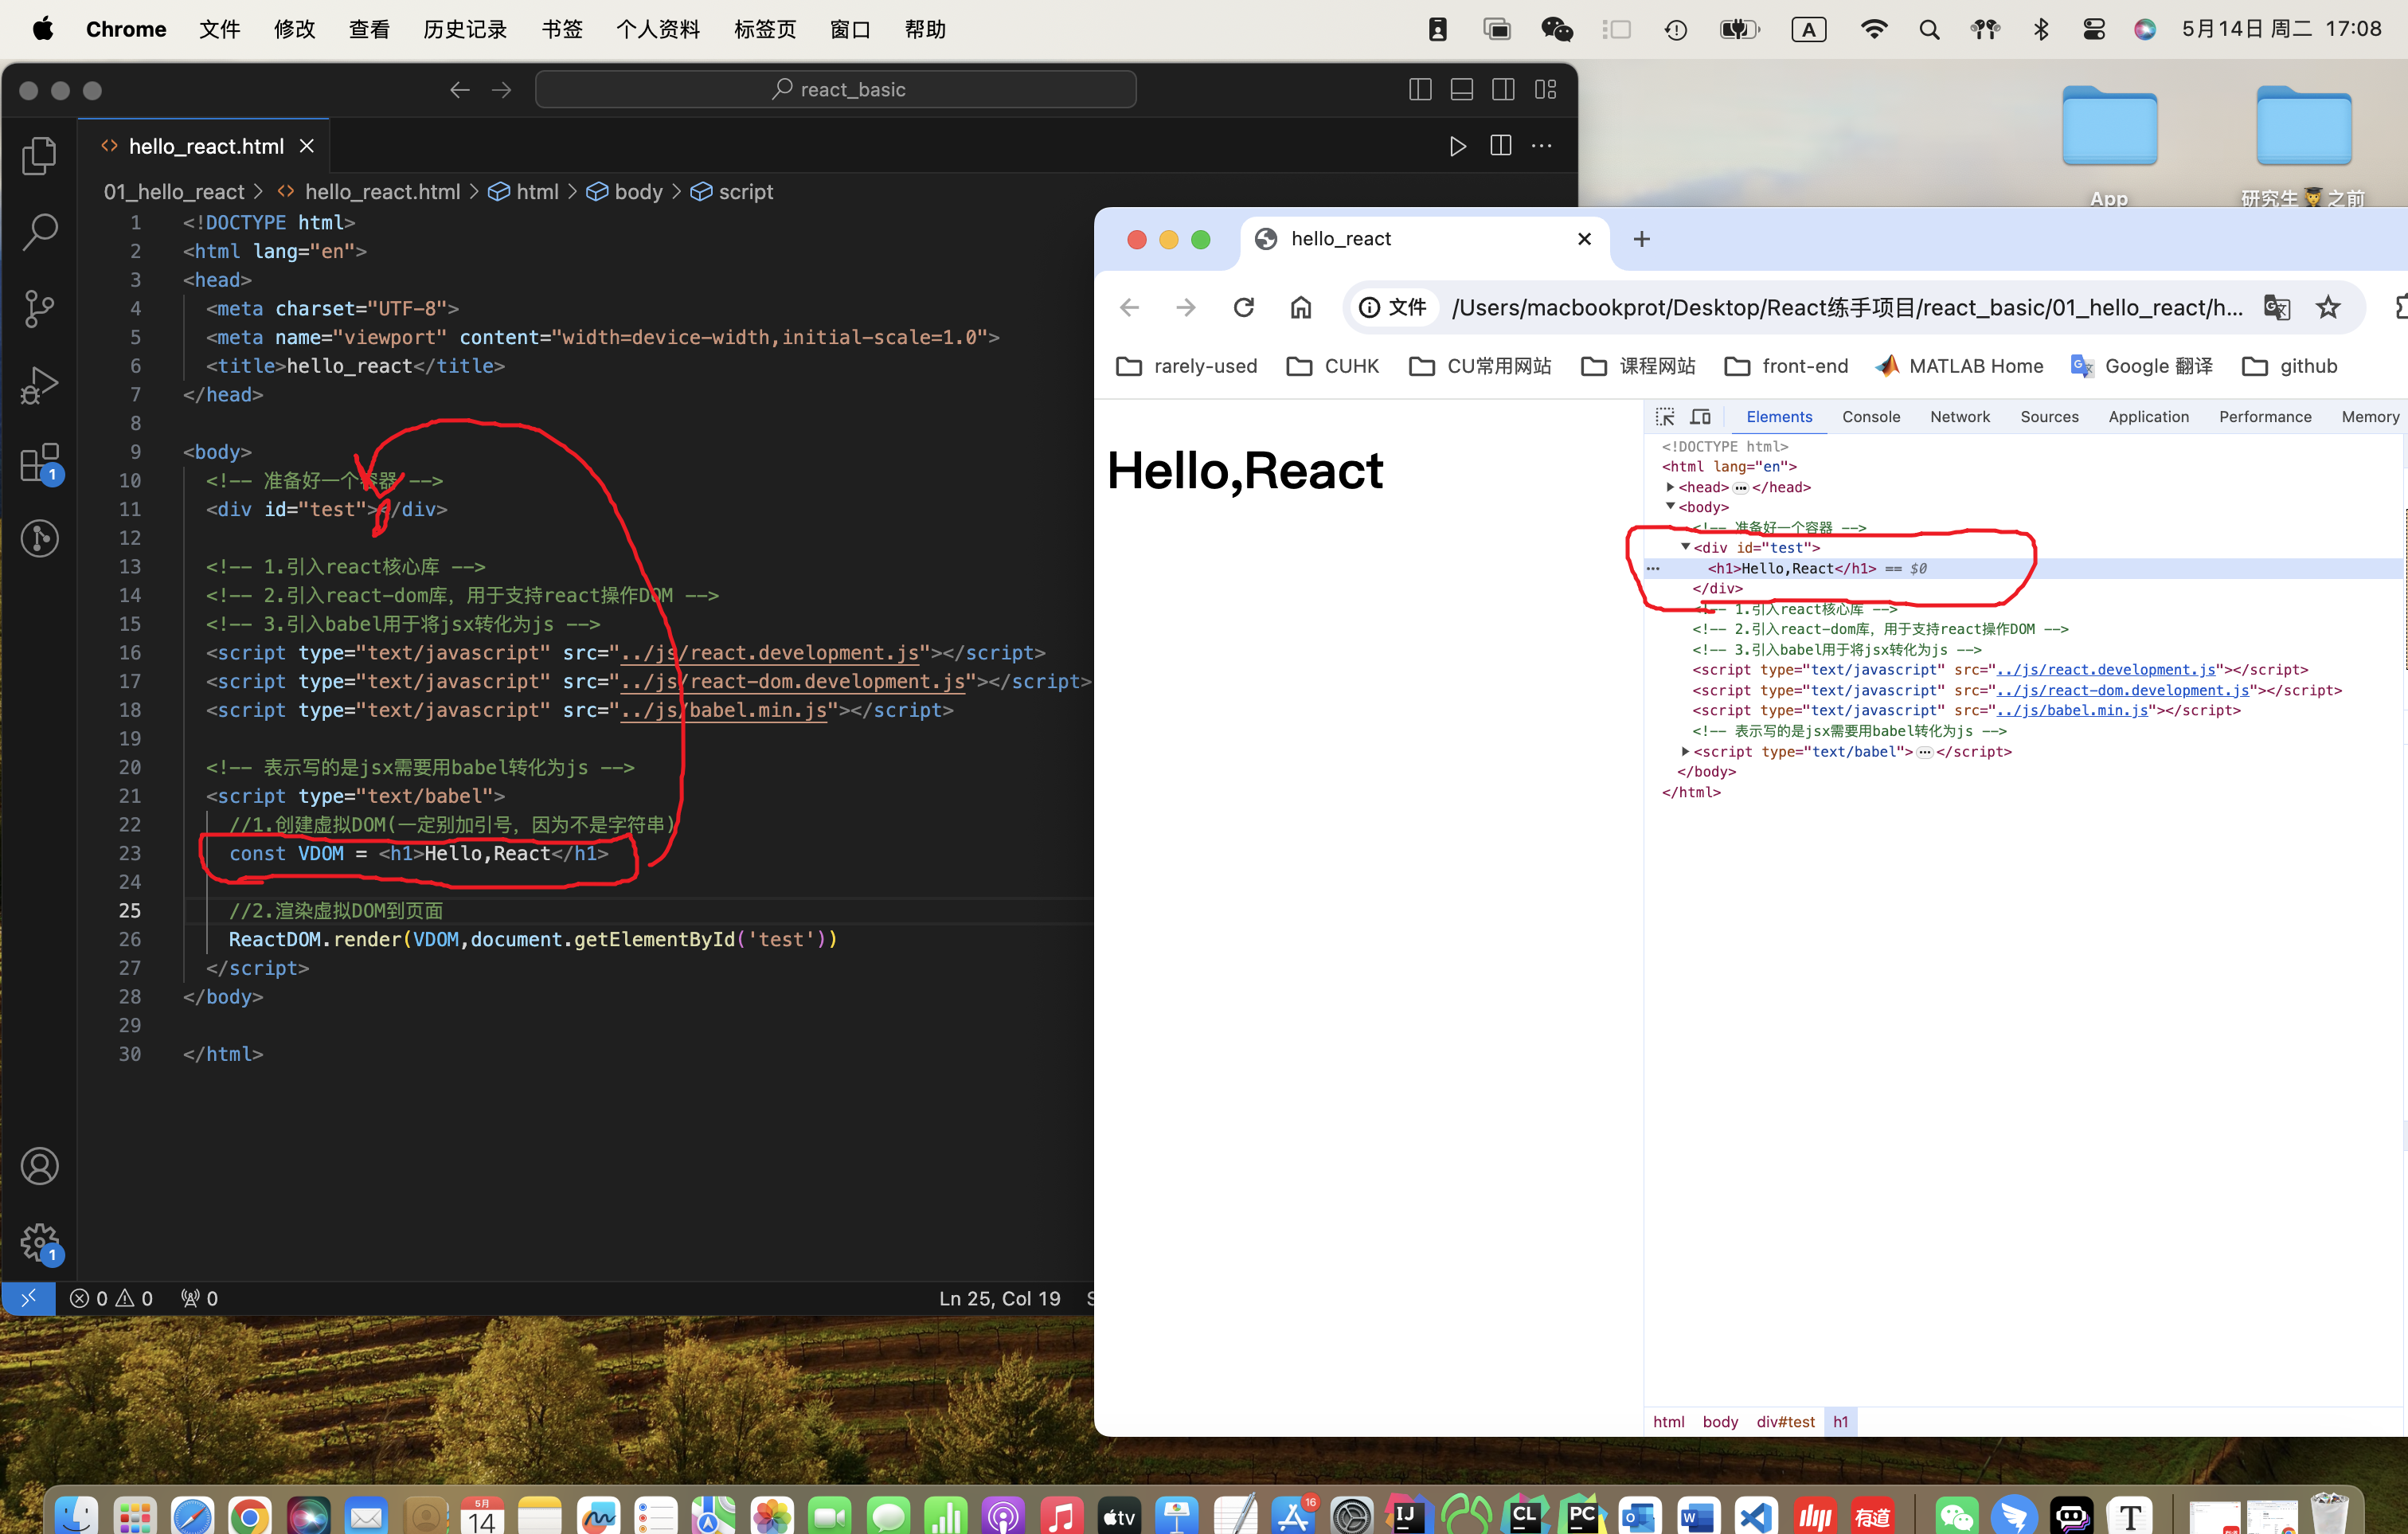 Chrome 文件 修改 查看 历史记录 书签 个人资料 标签页 窗口 帮助 A 5月14日 周二 17:08
react_basic
hello_react.html
01_hello_react > hello_react.html > html > body > script
1 <!DOCTYPE html>
2 <html lang="en">
3 <head>
4 <meta charset="UTF-8">
5 <meta name="viewport" content="width=device-width,initial-scale=1.0">
6 <title>hello_react</title>
7 </head>
8
9 <body>
10 <!-- 准备好一个容器 -->
11 <div id="test"></div>
12
13 <!-- 1.引入react核心库 -->
14 <!-- 2.引入react-dom库，用于支持react操作DOM -->
15 <!-- 3.引入babel用于将jsx转化为js -->
16 <script type="text/javascript" src="../js/react.development.js"></script>
17 <script type="text/javascript" src="../js/react-dom.development.js"></script>
18 <script type="text/javascript" src="../js/babel.min.js"></script>
19
20 <!-- 表示写的是jsx需要用babel转化为js -->
21 <script type="text/babel">
22 //1.创建虚拟DOM(一定别加引号，因为不是字符串)
23 const VDOM = <h1>Hello,React</h1>
24
25 //2.渲染虚拟DOM到页面
26 ReactDOM.render(VDOM,document.getElementById('test'))
27 </script>
28 </body>
29
30 </html>
1
1
0 0 0 Ln 25, Col 19
App
研究生👨‍🎓之前
hello_react
文件 /Users/macbookprot/Desktop/React练手项目/react_basic/01_hello_react/h...
rarely-used CUHK CU常用网站 课程网站 front-end MATLAB Home Google 翻译 github
Hello,React
Elements Console Network Sources Application Performance Memory
<!DOCTYPE html>
<html lang="en">
<head> ... </head>
<body>
<!-- 准备好一个容器 -->
<div id="test">
... <h1>Hello,React</h1> == $0
</div>
<!-- 1.引入react核心库 -->
<!-- 2.引入react-dom库，用于支持react操作DOM -->
<!-- 3.引入babel用于将jsx转化为js -->
<script type="text/javascript" src="../js/react.development.js"></script>
<script type="text/javascript" src="../js/react-dom.development.js"></script>
<script type="text/javascript" src="../js/babel.min.js"></script>
<!-- 表示写的是jsx需要用babel转化为js -->
<script type="text/babel"> ... </script>
</body>
</html>
html body div#test h1
5月 14 tv 16 IJ CL PC O W 有道 T